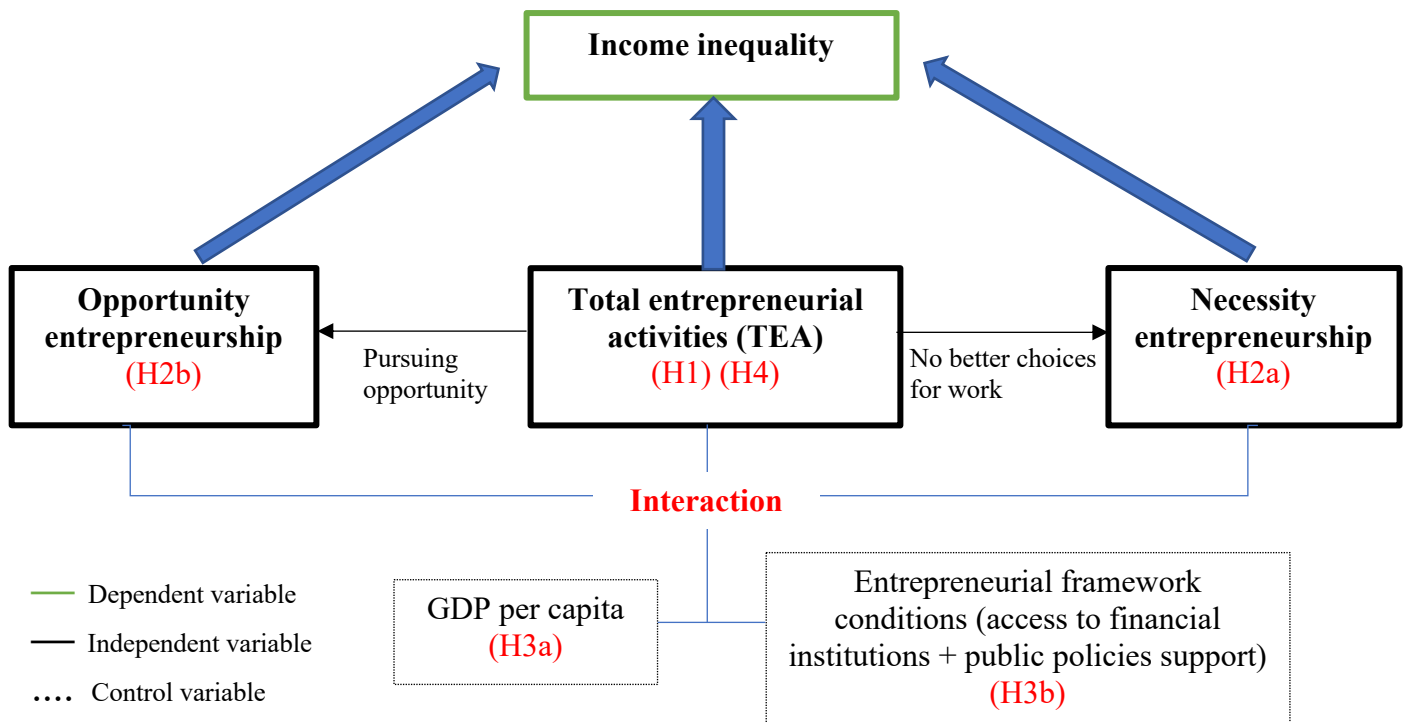 Income inequality
Opportunity
entrepreneurship
(H2b)
Pursuing
opportunity
Total entrepreneurial
activities (TEA)
(H1) (H4)
No better choices
for work
Necessity
entrepreneurship
(H2a)
Interaction
Dependent variable
Independent variable
Control variable
GDP per capita
(H3a)
Entrepreneurial framework
conditions (access to financial
institutions + public policies support)
(H3b)